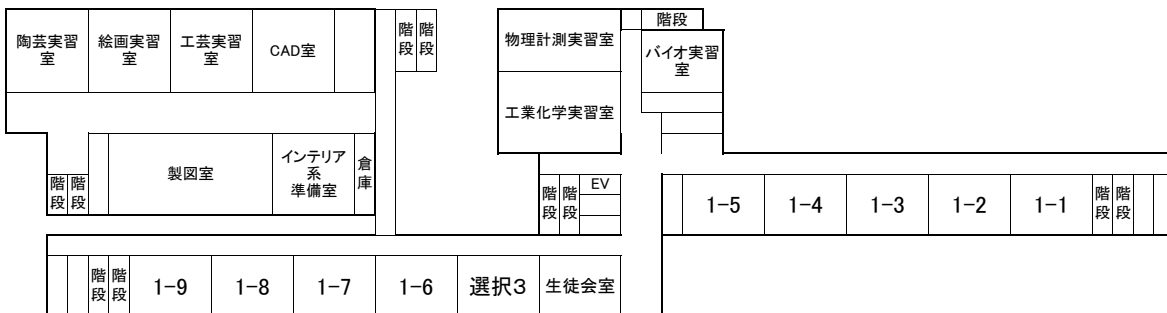 陶芸実習
室
絵画実習
室
工芸実習
室
CAD室
階段
階段
物理計測実習室
階段
バイオ実習
室
工業化学実習室
階段
階段
製図室
インテリア
系
準備室
倉庫
階段
階段
EV
1-5
1-4
1-3
1-2
1-1
階段
階段
階段
階段
1-9
1-8
1-7
1-6
選択3
生徒会室